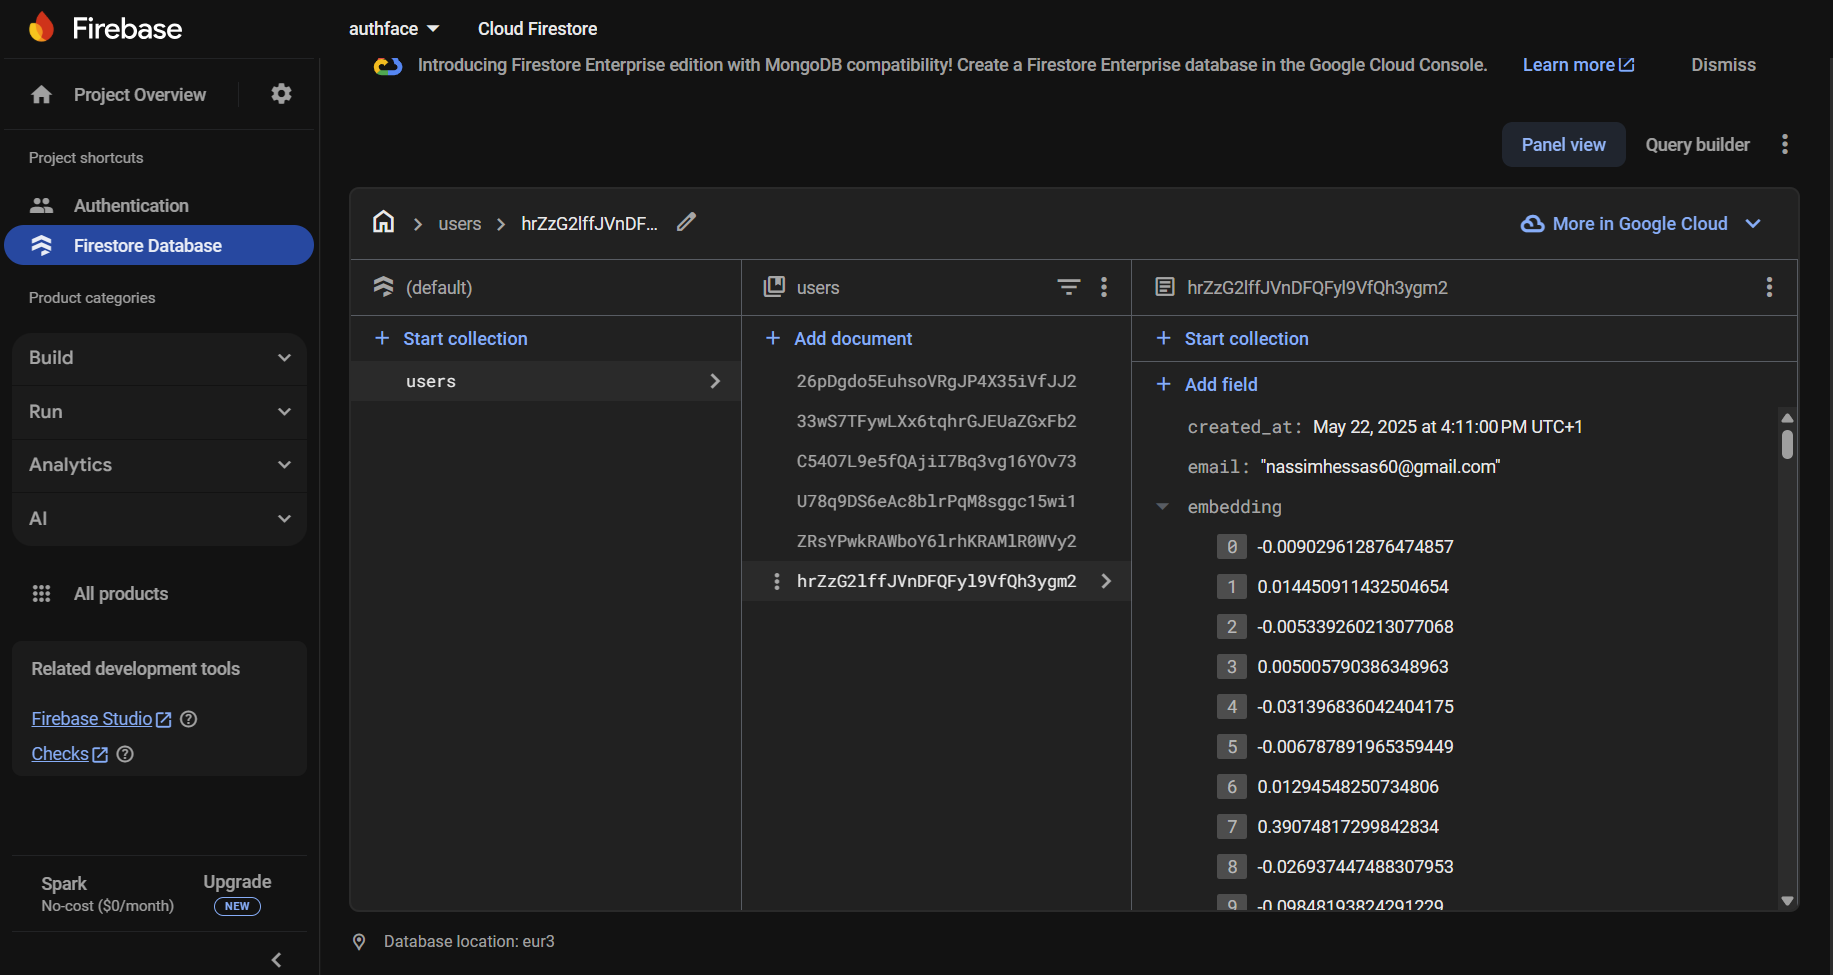 Firebase
authface
Cloud Firestore
Introducing Firestore Enterprise edition with MongoDB compatibility! Create a Firestore Enterprise database in the Google Cloud Console.
Learn more
Dismiss
Project Overview
Project shortcuts
Authentication
Firestore Database
Product categories
Build
Run
Analytics
AI
All products
Related development tools
Firebase Studio
Checks
Spark
No-cost ($0/month)
Upgrade
NEW
Panel view
Query builder
users
hrZzG2lffJVnDF...
More in Google Cloud
(default)
Start collection
users
users
Add document
26pDgdo5EuhsoVRgJP4X35iVfJJ2
33wS7TFywLXx6tqhrGJEUaZGxFb2
C54O7L9e5fQAjiI7Bq3vg16YOv73
U78q9DS6eAc8blrPqM8sggc15wi1
ZRsYPwkRAWboY6lrhKRAMlR0WVy2
hrZzG2lffJVnDFQFyl9VfQh3ygm2
hrZzG2lffJVnDFQFyl9VfQh3ygm2
Start collection
Add field
created_at: May 22, 2025 at 4:11:00 PM UTC+1
email: "nassimhessas60@gmail.com"
embedding
0 -0.009029612876474857
1 0.014450911432504654
2 -0.005339260213077068
3 0.005005790386348963
4 -0.031396836042404175
5 -0.006787891965359449
6 0.01294548250734806
7 0.39074817299842834
8 -0.026937447488307953
9 -0.09848193824291229
Database location: eur3